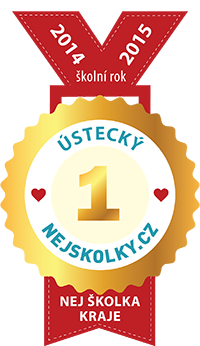 2014 2015
školní rok
ÚSTECKÝ
1
NEJSKOLKY.CZ
NEJ ŠKOLKA
KRAJE